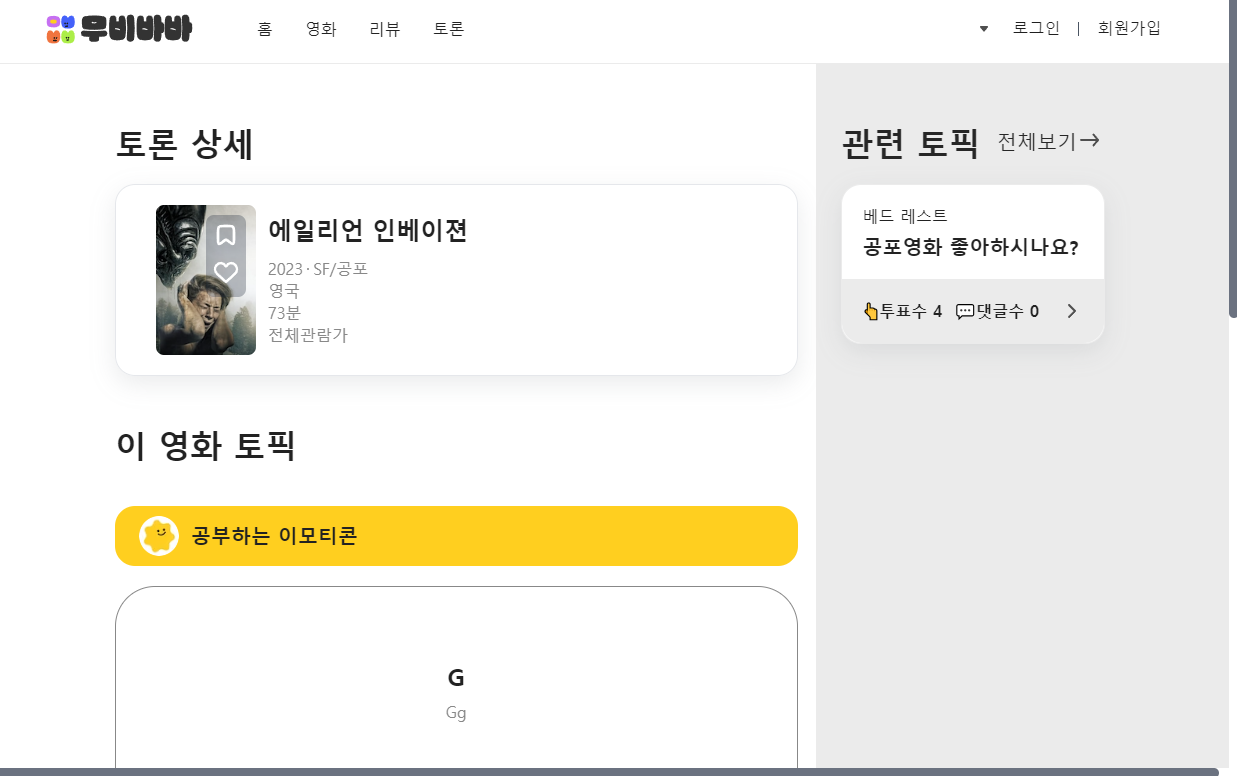 무비바바
홈 영화 리뷰 토론
로그인 | 회원가입
토론 상세
에일리언 인베이젼
2023 · SF/공포
영국
73분
전체관람가
이 영화 토픽
공부하는 이모티콘
G
Gg
관련 토픽 전체보기→
베드 레스트
공포영화 좋아하시나요?
👆투표수 4 💬댓글수 0